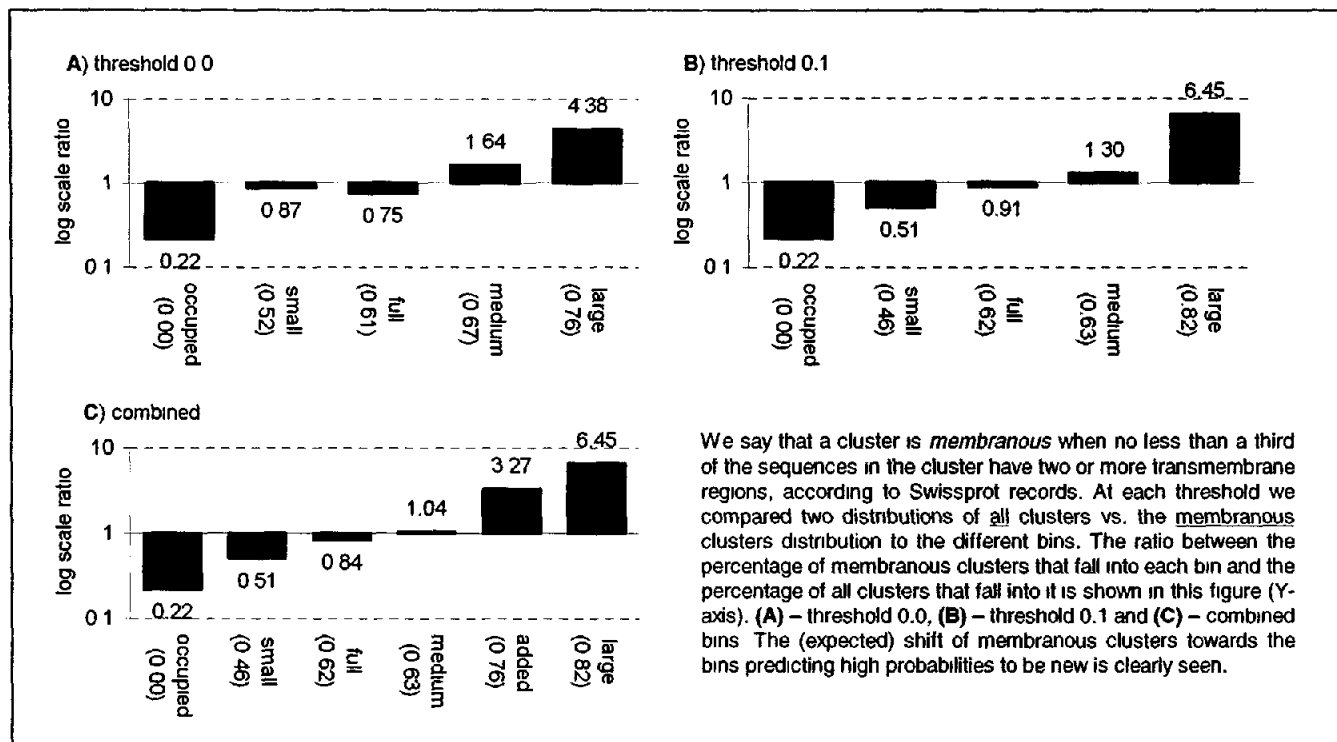 A) threshold 0 0
log scale ratio
10
1
0 1
0.22
0 87
0 75
1 64
4 38
occupied
(0 00)
small
(0 52)
full
(0 61)
medium
(0 67)
large
(0 76)
B) threshold 0.1
log scale ratio
10
1
0 1
0.22
0.51
0.91
1 30
6.45
occupied
(0 00)
small
(0 46)
full
(0 62)
medium
(0.63)
large
(0.82)
C) combined
log scale ratio
10
1
0 1
0.22
0 51
0 84
1.04
3 27
6.45
occupied
(0 00)
small
(0 46)
full
(0 62)
medium
(0 63)
added
(0 76)
large
(0 82)
We say that a cluster is membranous when no less than a third
of the sequences in the cluster have two or more transmembrane
regions, according to Swissprot records. At each threshold we
compared two distributions of all clusters vs. the membranous
clusters distribution to the different bins. The ratio between the
percentage of membranous clusters that fall into each bin and the
percentage of all clusters that fall into it is shown in this figure (Y-
axis). (A) – threshold 0.0, (B) – threshold 0.1 and (C) – combined
bins The (expected) shift of membranous clusters towards the
bins predicting high probabilities to be new is clearly seen.